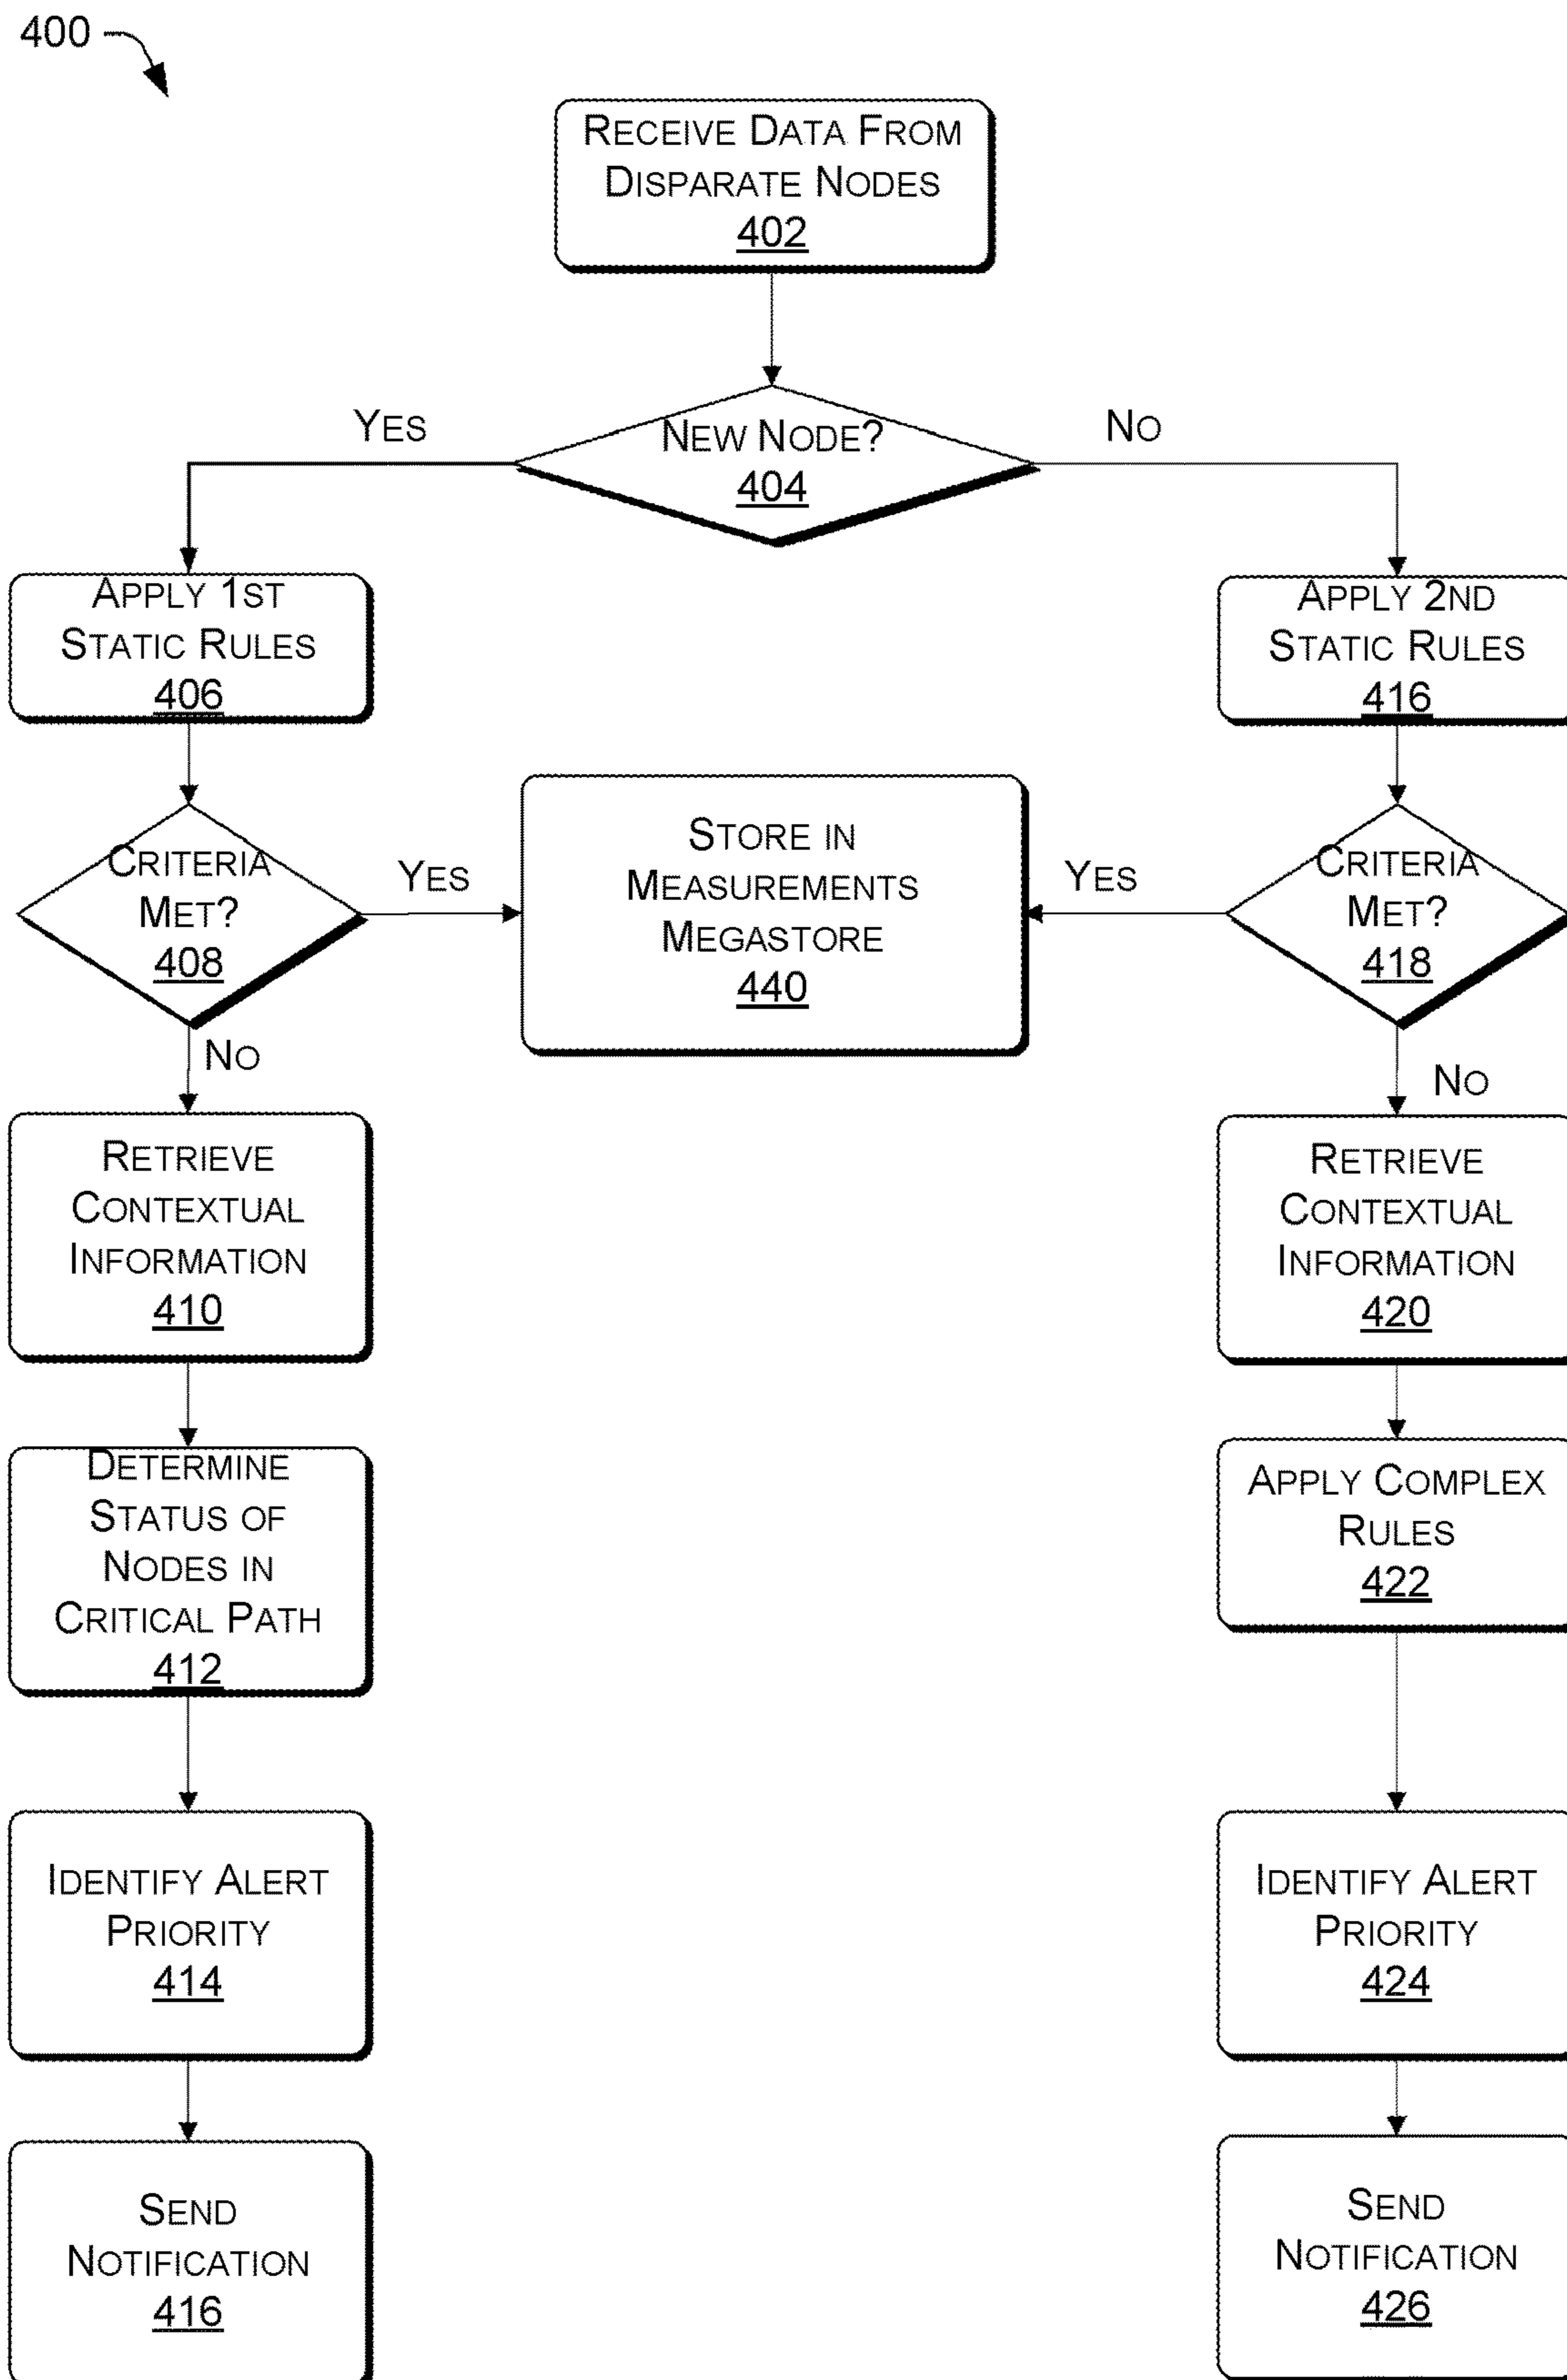 400
RECEIVE DATA FROM
DISPARATE NODES
402
YES
NEW NODE?
404
NO
APPLY 1ST
STATIC RULES
406
APPLY 2ND
STATIC RULES
416
CRITERIA
MET?
408
YES
STORE IN
MEASUREMENTS
MEGASTORE
440
YES
CRITERIA
MET?
418
NO
NO
RETRIEVE
CONTEXTUAL
INFORMATION
410
RETRIEVE
CONTEXTUAL
INFORMATION
420
DETERMINE
STATUS OF
NODES IN
CRITICAL PATH
412
APPLY COMPLEX
RULES
422
IDENTIFY ALERT
PRIORITY
414
IDENTIFY ALERT
PRIORITY
424
SEND
NOTIFICATION
416
SEND
NOTIFICATION
426